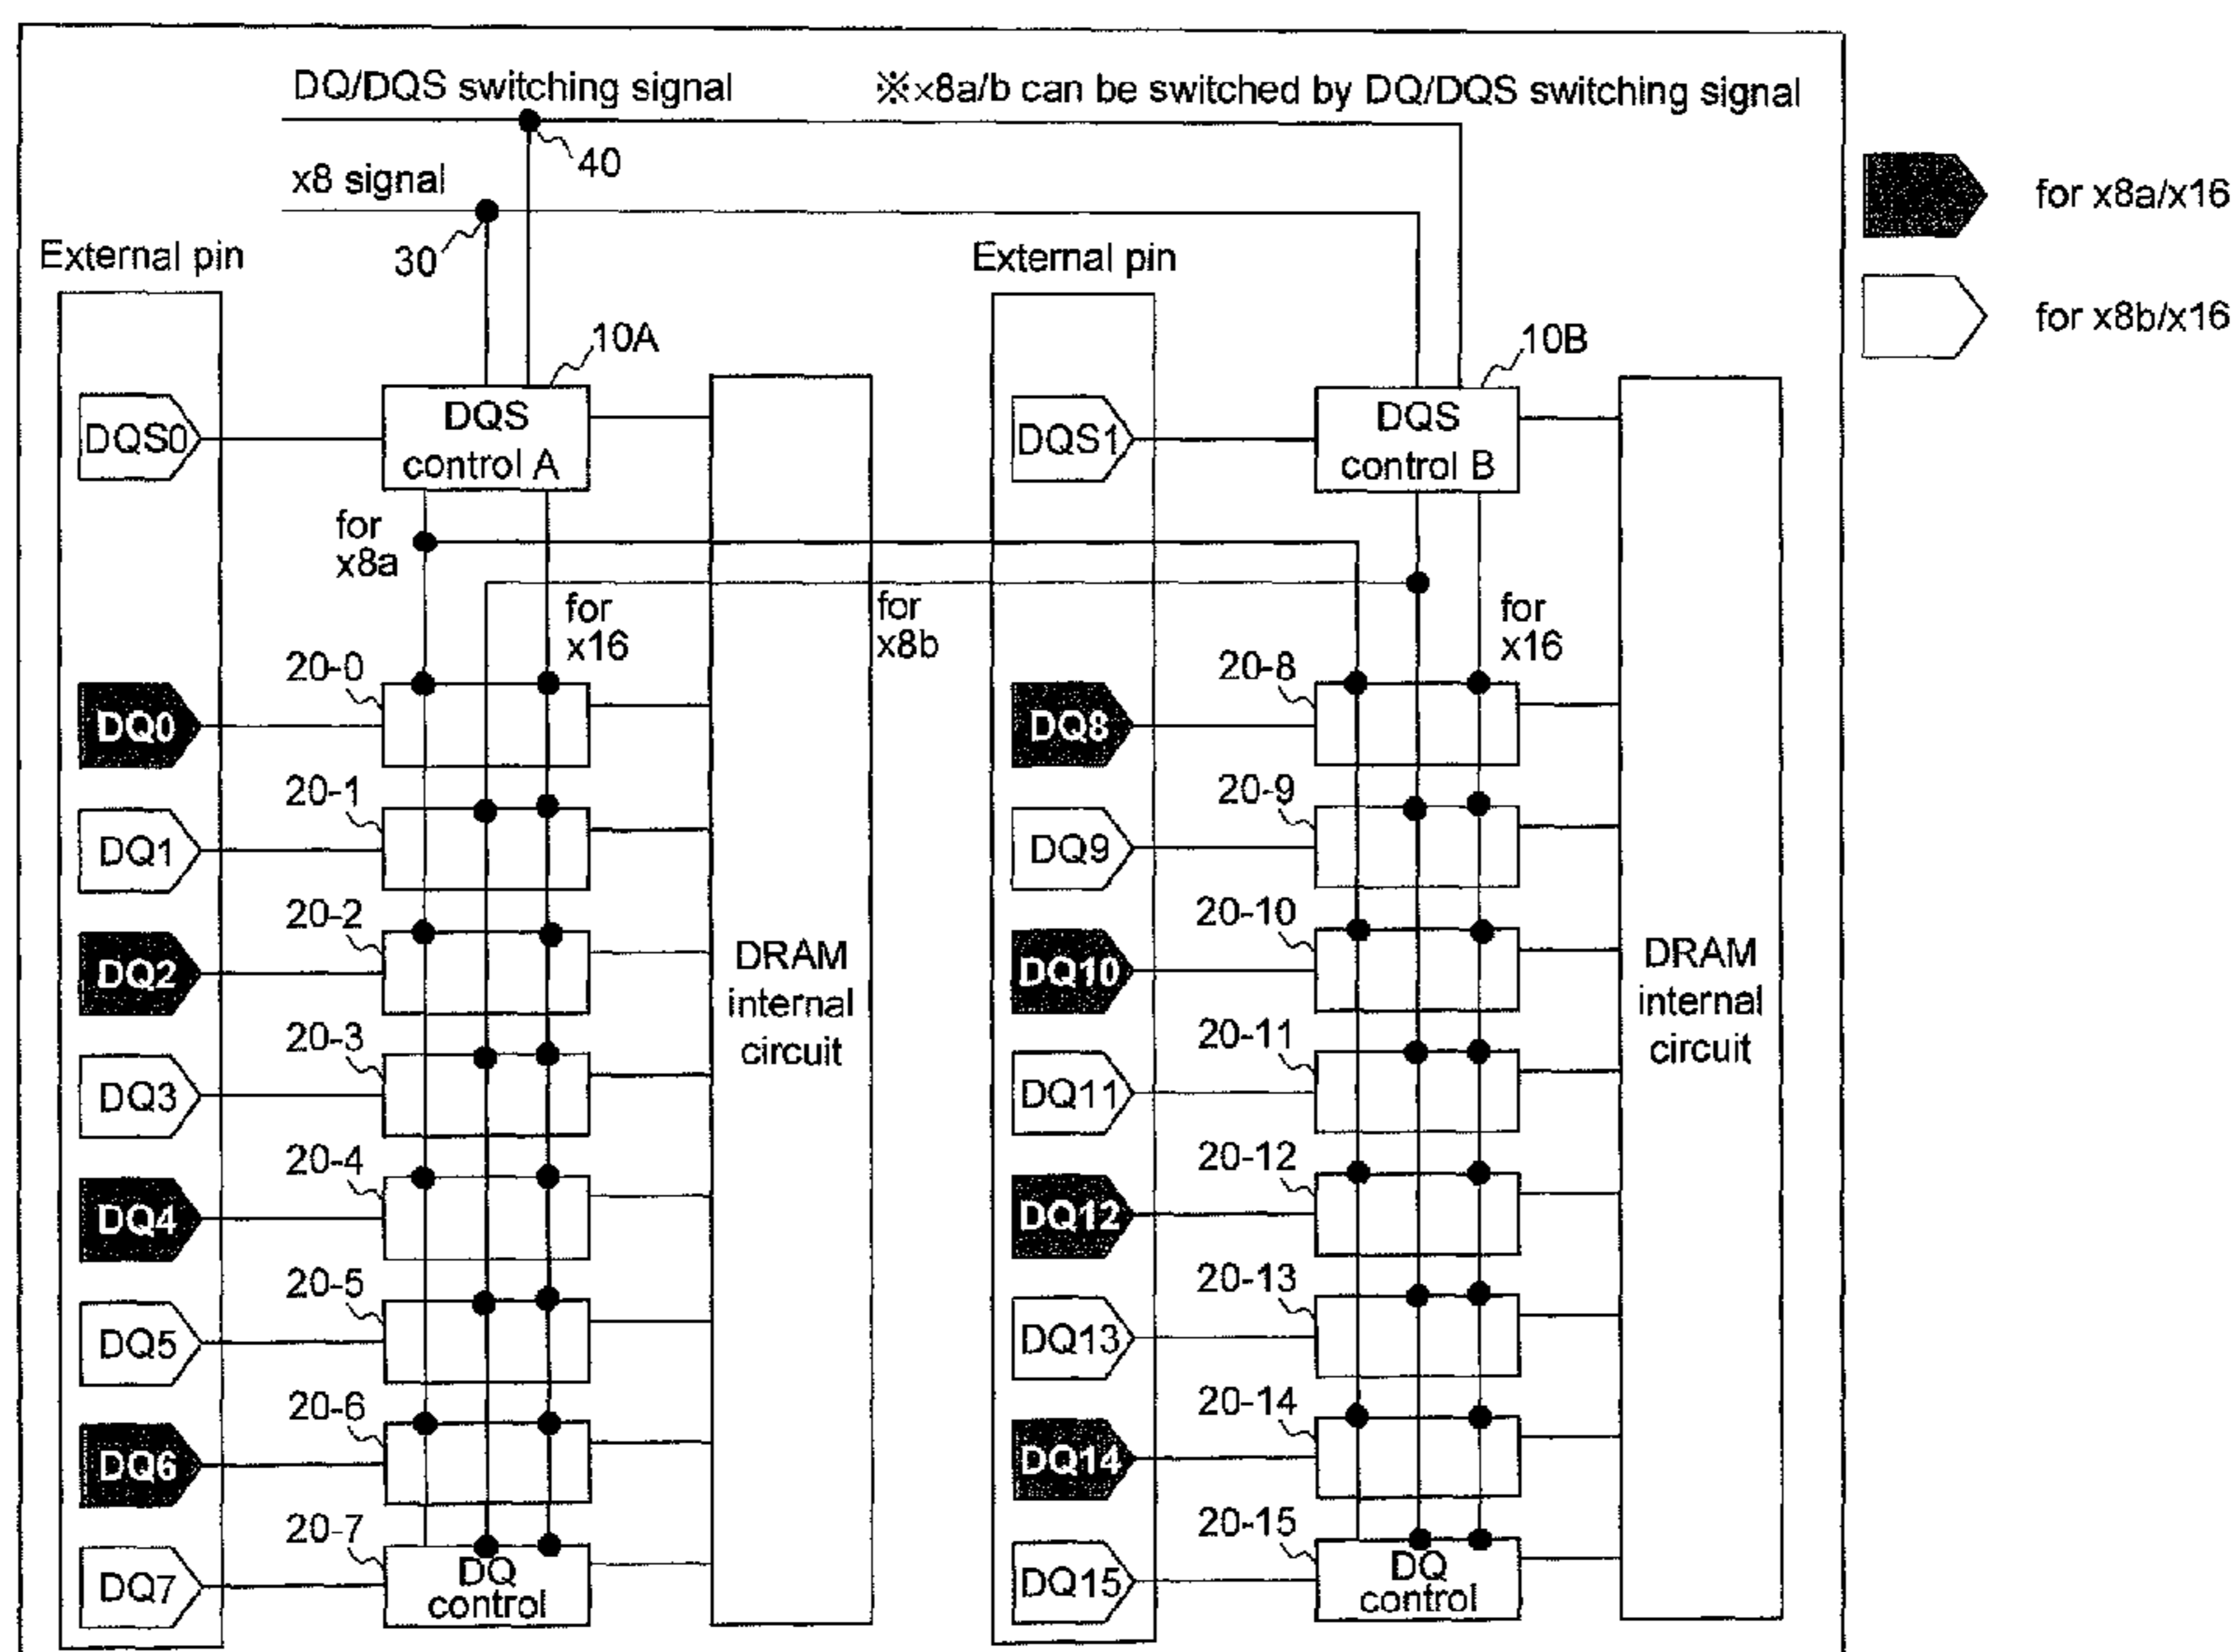 DQ/DQS switching signal
※x8a/b can be switched by DQ/DQS switching signal
40
x8 signal
30
for x8a/x16
for x8b/x16
External pin
External pin
10A
10B
DQS0
DQS
control A
DQS1
DQS
control B
for
x8a
for
x16
for
x8b
for
x16
20-0
DQ0
20-1
DQ1
20-2
DQ2
20-3
DQ3
20-4
DQ4
20-5
DQ5
20-6
DQ6
20-7
DQ7
DQ
control
DRAM
internal
circuit
20-8
DQ8
20-9
DQ9
20-10
DQ10
20-11
DQ11
20-12
DQ12
20-13
DQ13
20-14
DQ14
20-15
DQ15
DQ
control
DRAM
internal
circuit